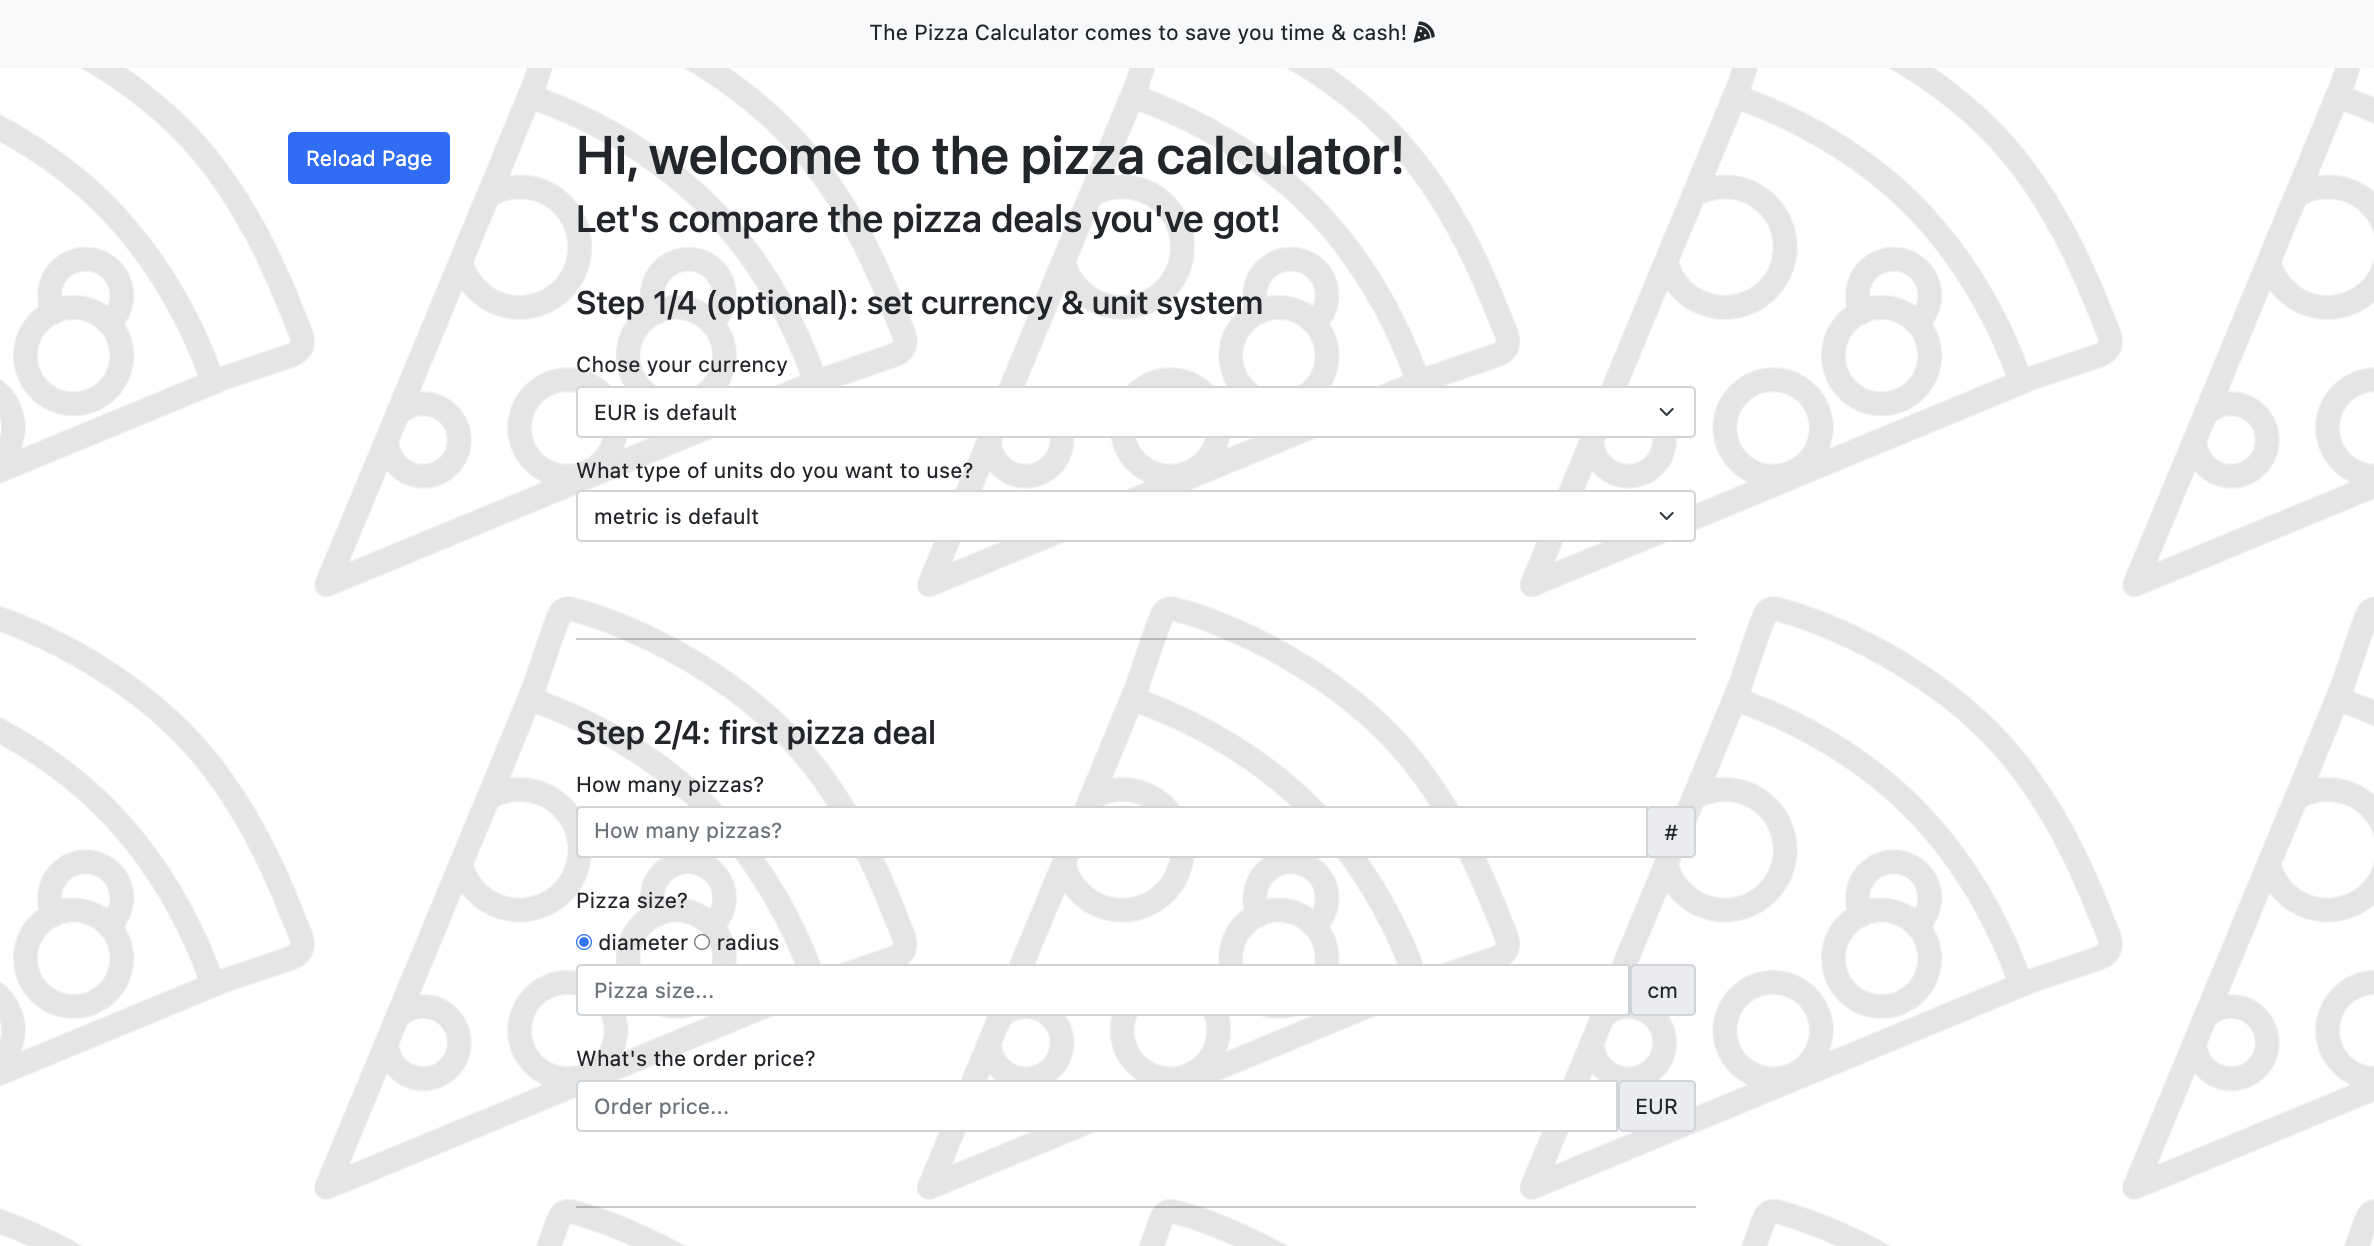 The Pizza Calculator comes to save you time & cash!
Reload Page
Hi, welcome to the pizza calculator!
Let's compare the pizza deals you've got!
Step 1/4 (optional): set currency & unit system
Chose your currency
EUR is default
What type of units do you want to use?
metric is default
Step 2/4: first pizza deal
How many pizzas?
How many pizzas?
#
Pizza size?
diameter radius
Pizza size...
cm
What's the order price?
Order price...
EUR